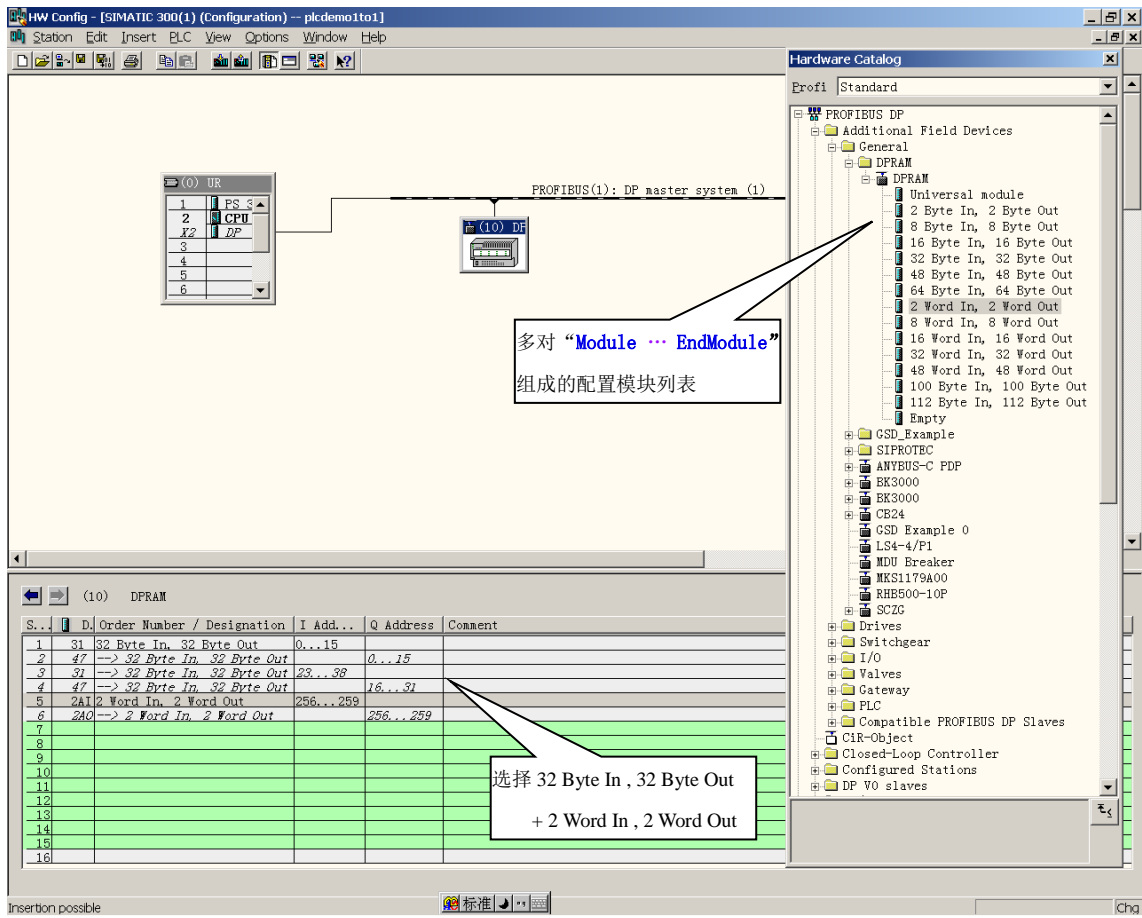 HW Config - [SIMATIC 300(1) (Configuration) -- plcdemo1to1]
Station Edit Insert PLC View Options Window Help
(0) UR
1 PS 3
2 CPU
X2 DP
3
4
5
6
PROFIBUS(1): DP master system (1)
(10) DP
多对“Module … EndModule”
组成的配置模块列表
Hardware Catalog
Profi Standard
PROFIBUS DP
Additional Field Devices
General
DPRAM
DPRAM
Universal module
2 Byte In, 2 Byte Out
8 Byte In, 8 Byte Out
16 Byte In, 16 Byte Out
32 Byte In, 32 Byte Out
48 Byte In, 48 Byte Out
64 Byte In, 64 Byte Out
2 Word In, 2 Word Out
8 Word In, 8 Word Out
16 Word In, 16 Word Out
32 Word In, 32 Word Out
48 Word In, 48 Word Out
100 Byte In, 100 Byte Out
112 Byte In, 112 Byte Out
Empty
GSD_Example
SIPROTEC
ANYBUS-C PDP
BK3000
BK3000
CB24
GSD Example 0
LS4-4/P1
MDU Breaker
MKS1179A00
RHB500-10P
SCZG
Drives
Switchgear
I/O
Valves
Gateway
PLC
Compatible PROFIBUS DP Slaves
CiR-Object
Closed-Loop Controller
Configured Stations
DP V0 slaves
(10) DPRAM
S... D. Order Number / Designation I Add... Q Address Comment
1 31 32 Byte In, 32 Byte Out 0...15
2 47 --> 32 Byte In, 32 Byte Out 0...15
3 31 --> 32 Byte In, 32 Byte Out 23...38
4 47 --> 32 Byte In, 32 Byte Out 16...31
5 2AI 2 Word In, 2 Word Out 256...259
6 2AO --> 2 Word In, 2 Word Out 256...259
7
8
9
10
11
12
13
14
15
16
选择 32 Byte In , 32 Byte Out
+ 2 Word In , 2 Word Out
Insertion possible
标准
Chg